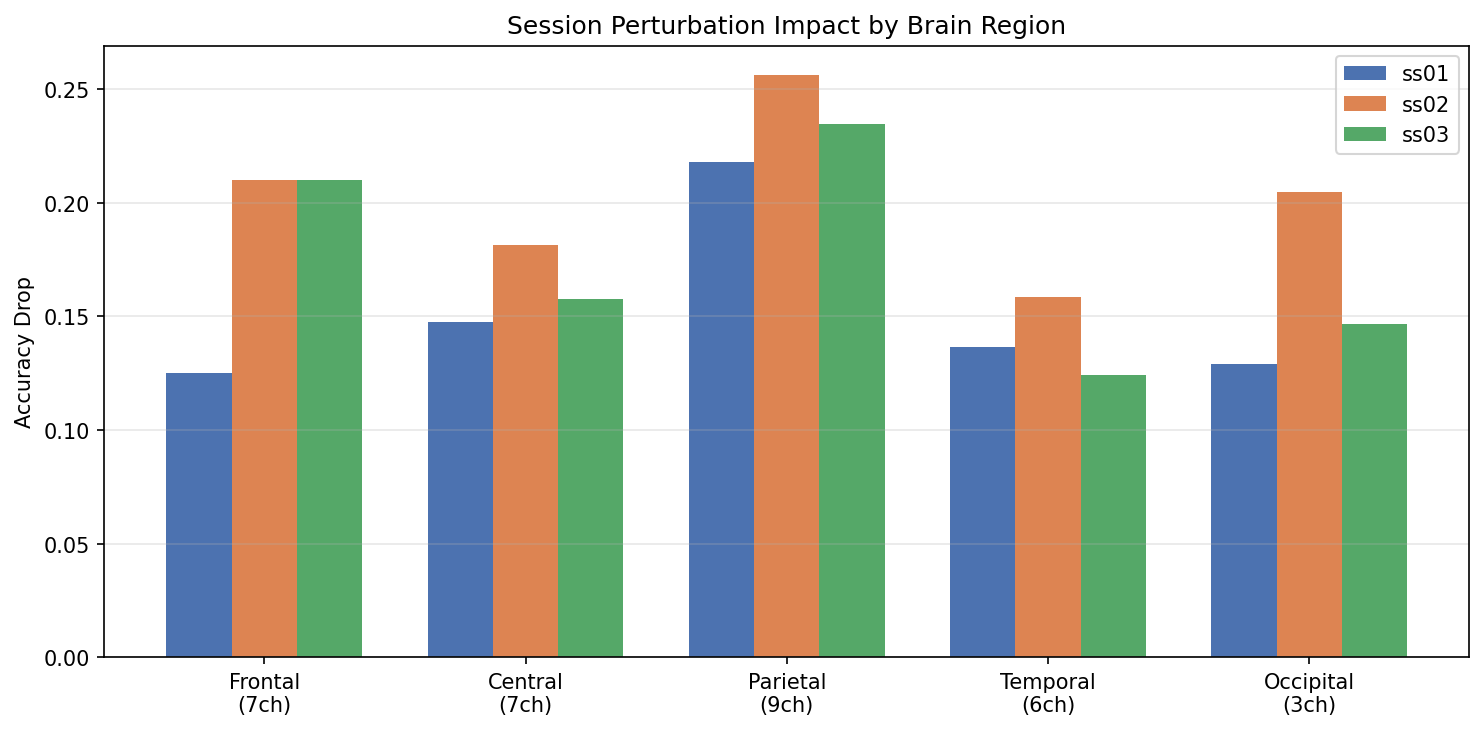 Session Perturbation Impact by Brain Region
ss01
ss02
ss03
Accuracy Drop
0.25
0.20
0.15
0.10
0.05
0.00
Frontal
(7ch)
Central
(7ch)
Parietal
(9ch)
Temporal
(6ch)
Occipital
(3ch)